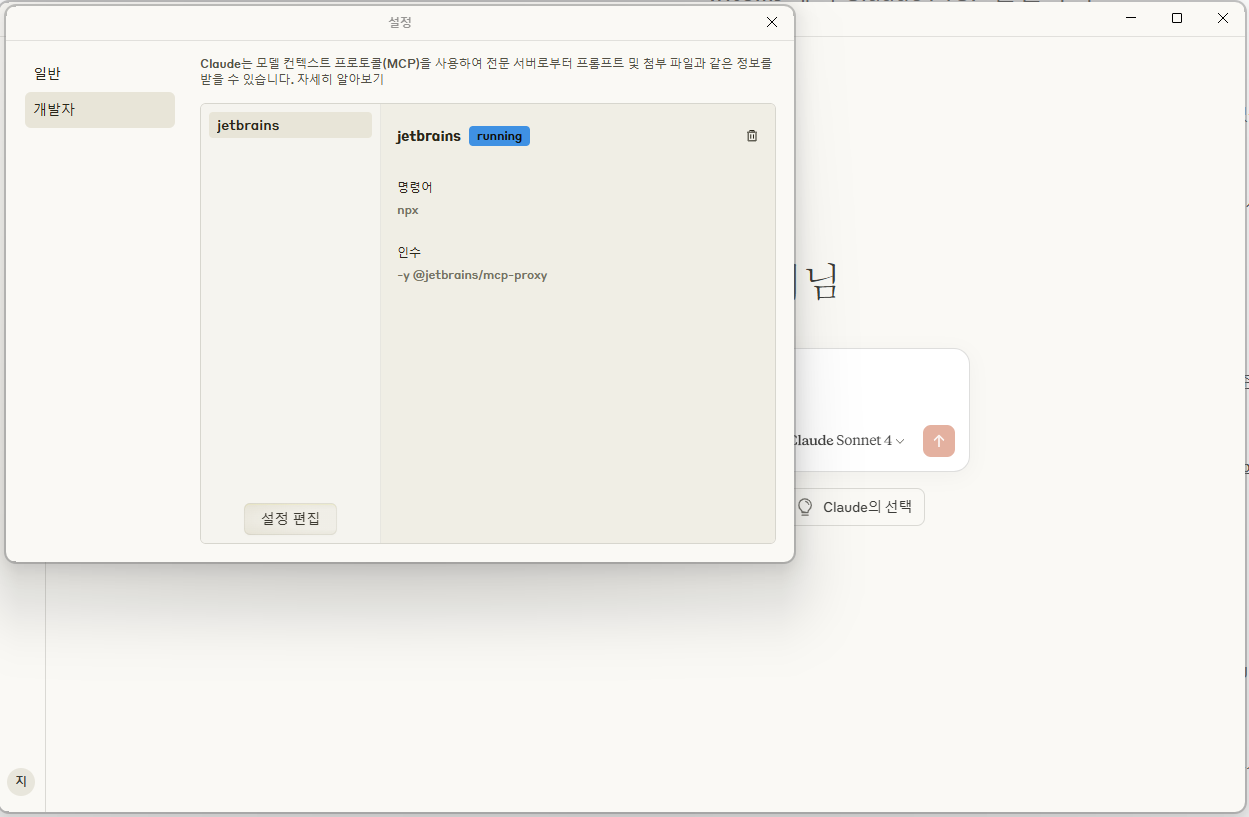 설정
일반
개발자
Claude는 모델 컨텍스트 프로토콜(MCP)을 사용하여 전문 서버로부터 프롬프트 및 첨부 파일과 같은 정보를
받을 수 있습니다. 자세히 알아보기
jetbrains
jetbrains running
명령어
npx
인수
-y @jetbrains/mcp-proxy
설정 편집
님
Claude Sonnet 4
Claude의 선택
지